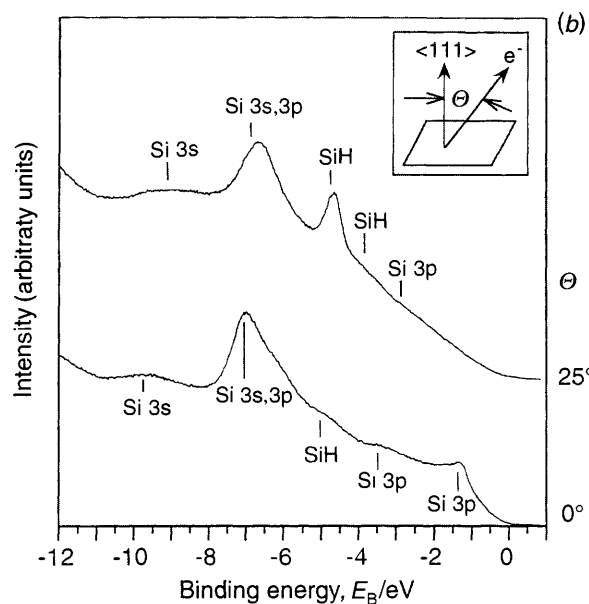 (b)
<111>
e⁻
Θ
Si 3s,3p
Si 3s
SiH
SiH
Si 3p
Θ
25°
Si 3s
Si 3s,3p
SiH
Si 3p
Si 3p
0°
Intensity (arbitraty units)
-12 -10 -8 -6 -4 -2 0
Binding energy, E_B/eV